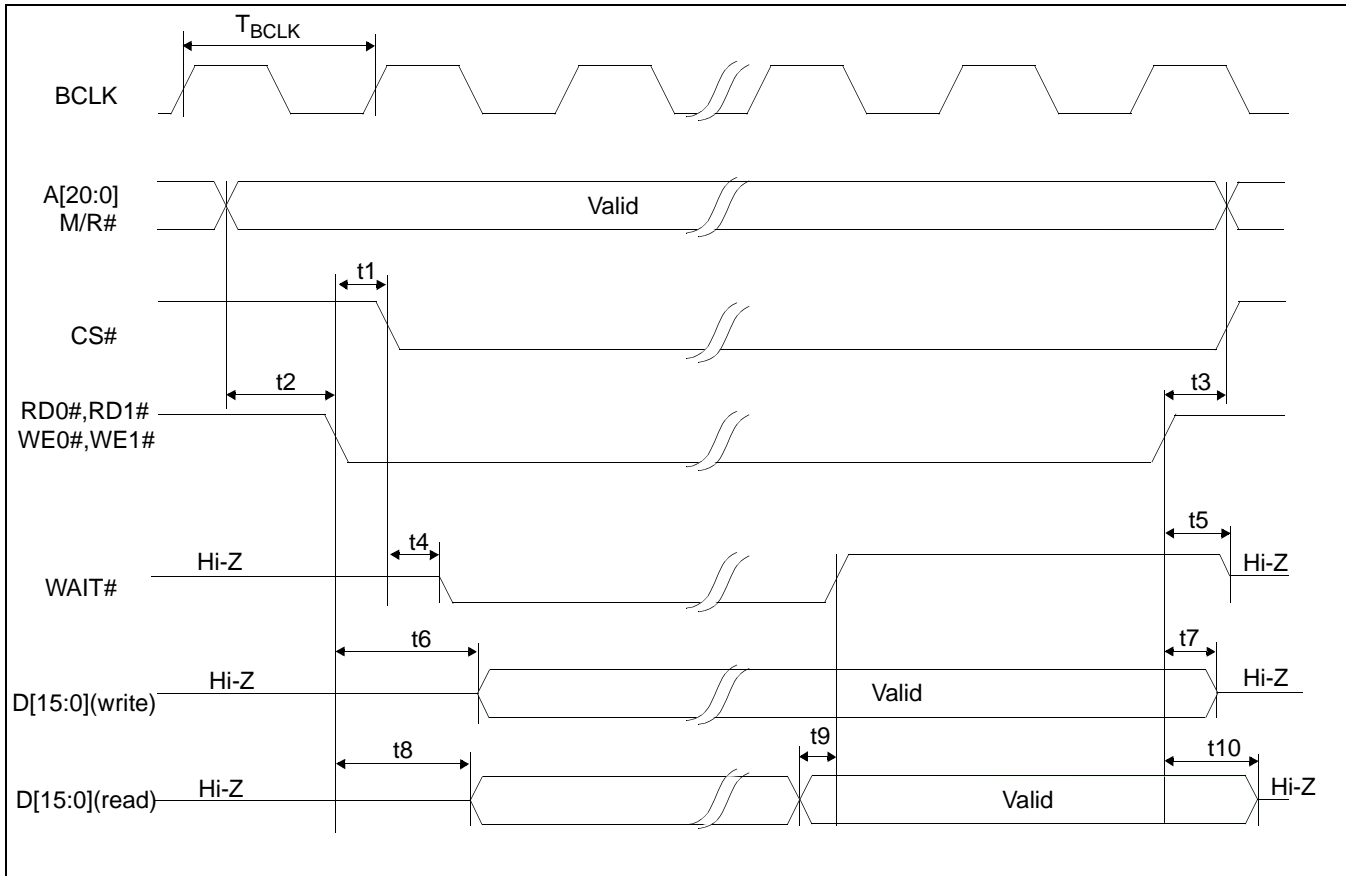 TBCLK
BCLK
A[20:0]
M/R#
Valid
t1
CS#
t2
t3
RD0#,RD1#
WE0#,WE1#
t4
t5
Hi-Z
Hi-Z
WAIT#
t6
t7
Hi-Z
Hi-Z
D[15:0](write)
Valid
t8
t9
t10
Hi-Z
Hi-Z
D[15:0](read)
Valid